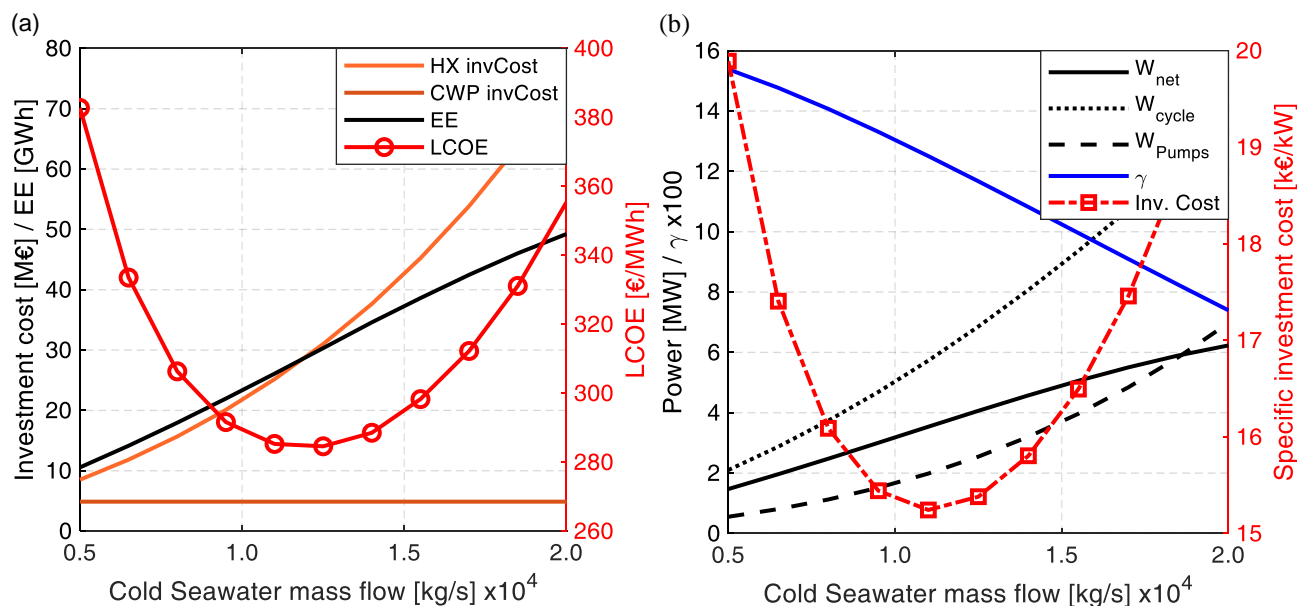 (a)
80
70
60
50
40
30
20
10
0
Investment cost [M€] / EE [GWh]
HX invCost
CWP invCost
EE
LCOE
400
380
360
340
320
300
280
260
LCOE [€/MWh]
0.5
1.0
1.5
2.0
Cold Seawater mass flow [kg/s] x10^4
(b)
16
14
12
10
8
6
4
2
0
Power [MW] / γ x100
W_net
W_cycle
W_Pumps
γ
Inv. Cost
20
19
18
17
16
15
Specific investment cost [k€/kW]
0.5
1.0
1.5
2.0
Cold Seawater mass flow [kg/s] x10^4